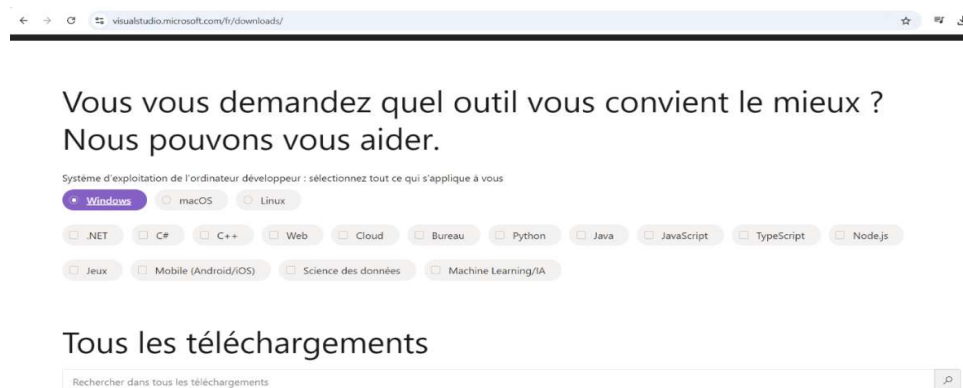 visualstudio.microsoft.com/fr/downloads/
Vous vous demandez quel outil vous convient le mieux ?
Nous pouvons vous aider.
Système d'exploitation de l'ordinateur développeur : sélectionnez tout ce qui s'applique à vous
Windows macOS Linux
.NET C# C++ Web Cloud Bureau Python Java JavaScript TypeScript Node.js
Jeux Mobile (Android/iOS) Science des données Machine Learning/IA
Tous les téléchargements
Rechercher dans tous les téléchargements